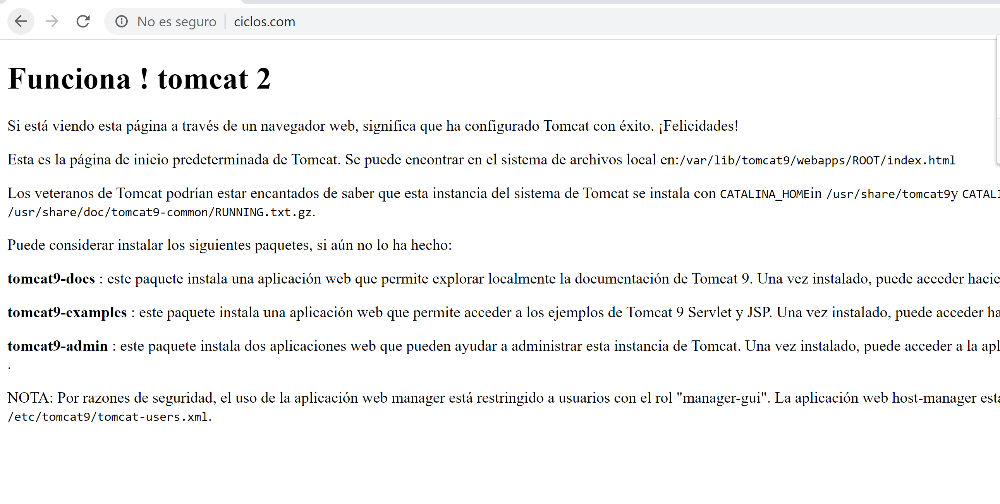 No es seguro | ciclos.com
Funciona ! tomcat 2
Si está viendo esta página a través de un navegador web, significa que ha configurado Tomcat con éxito. ¡Felicidades!
Esta es la página de inicio predeterminada de Tomcat. Se puede encontrar en el sistema de archivos local en:/var/lib/tomcat9/webapps/ROOT/index.html
Los veteranos de Tomcat podrían estar encantados de saber que esta instancia del sistema de Tomcat se instala con CATALINA_HOMEin /usr/share/tomcat9y CATALI
/usr/share/doc/tomcat9-common/RUNNING.txt.gz.
Puede considerar instalar los siguientes paquetes, si aún no lo ha hecho:
tomcat9-docs : este paquete instala una aplicación web que permite explorar localmente la documentación de Tomcat 9. Una vez instalado, puede acceder hacie
tomcat9-examples : este paquete instala una aplicación web que permite acceder a los ejemplos de Tomcat 9 Servlet y JSP. Una vez instalado, puede acceder ha
tomcat9-admin : este paquete instala dos aplicaciones web que pueden ayudar a administrar esta instancia de Tomcat. Una vez instalado, puede acceder a la apl
.
NOTA: Por razones de seguridad, el uso de la aplicación web manager está restringido a usuarios con el rol "manager-gui". La aplicación web host-manager esta
/etc/tomcat9/tomcat-users.xml.